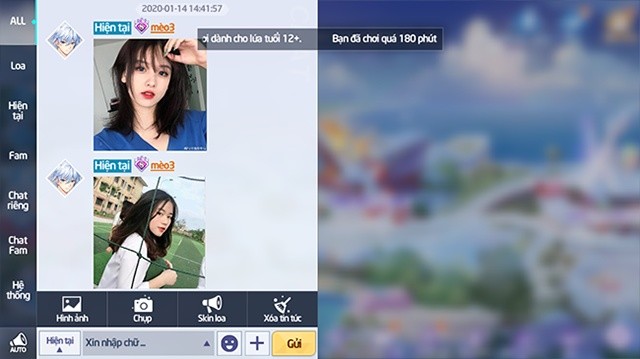 2020-01-14 14:41:57
ALL
Hiện tại mèo3
ơi dành cho lứa tuổi 12+.
Bạn đã chơi quá 180 phút
Loa
Hiện
tại
Fam
Hiện tại mèo3
Chat
riêng
Chat
Fam
Hệ
thống
Hình ảnh
Chụp
Skin loa
Xóa tin tức
AUTO
Hiện tại
Xin nhập chữ ...
Gửi